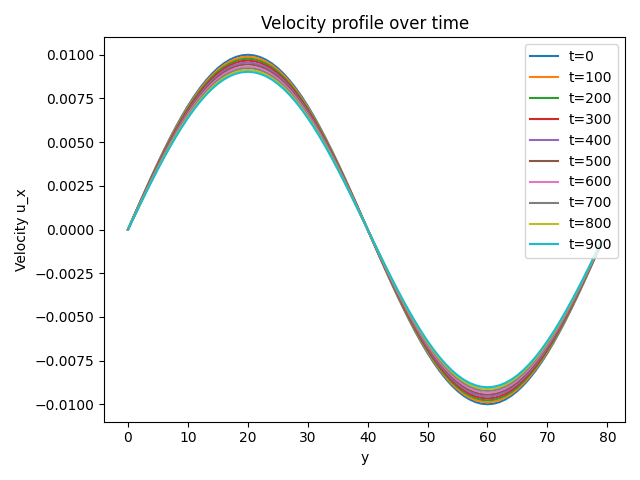 Velocity profile over time
Velocity u_x
0.0100
0.0075
0.0050
0.0025
0.0000
−0.0025
−0.0050
−0.0075
−0.0100
t=0
t=100
t=200
t=300
t=400
t=500
t=600
t=700
t=800
t=900
0 10 20 30 40 50 60 70 80
y